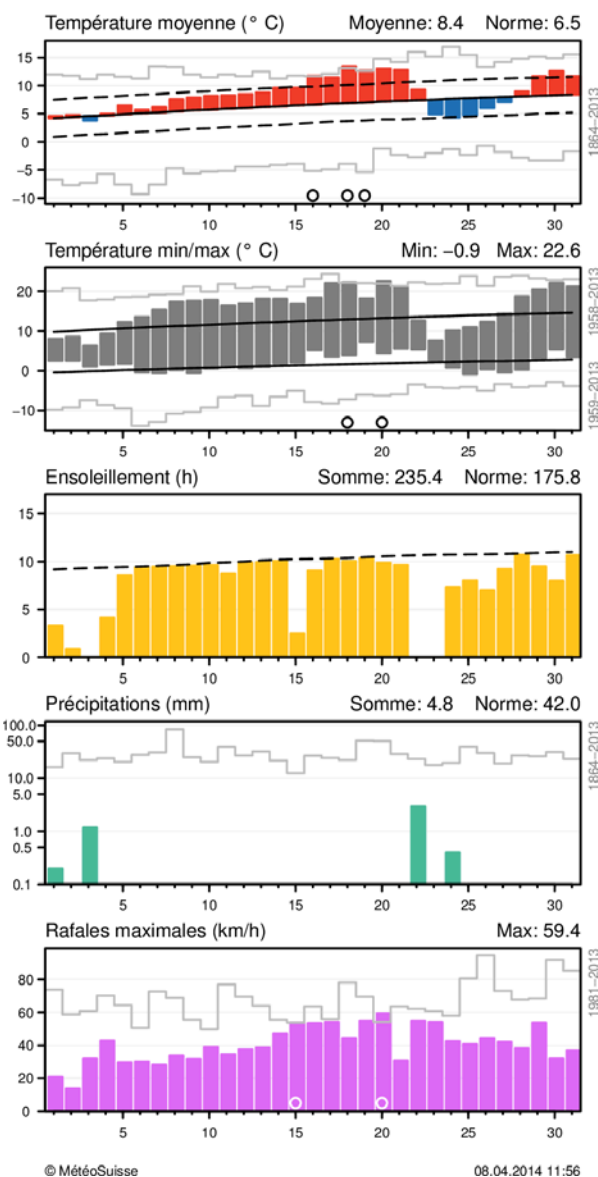 Température moyenne (° C) Moyenne: 8.4 Norme: 6.5
15
10
5
0
−5
−10
1864−2013
5 10 15 20 25 30
Température min/max (° C) Min: −0.9 Max: 22.6
20
10
0
−10
1958−2013
1959−2013
5 10 15 20 25 30
Ensoleillement (h) Somme: 235.4 Norme: 175.8
15
10
5
0
5 10 15 20 25 30
Précipitations (mm) Somme: 4.8 Norme: 42.0
100.0
50.0
10.0
5.0
1.0
0.5
0.1
1864−2013
5 10 15 20 25 30
Rafales maximales (km/h) Max: 59.4
80
60
40
20
0
1981−2013
5 10 15 20 25 30
© MétéoSuisse 08.04.2014 11:56